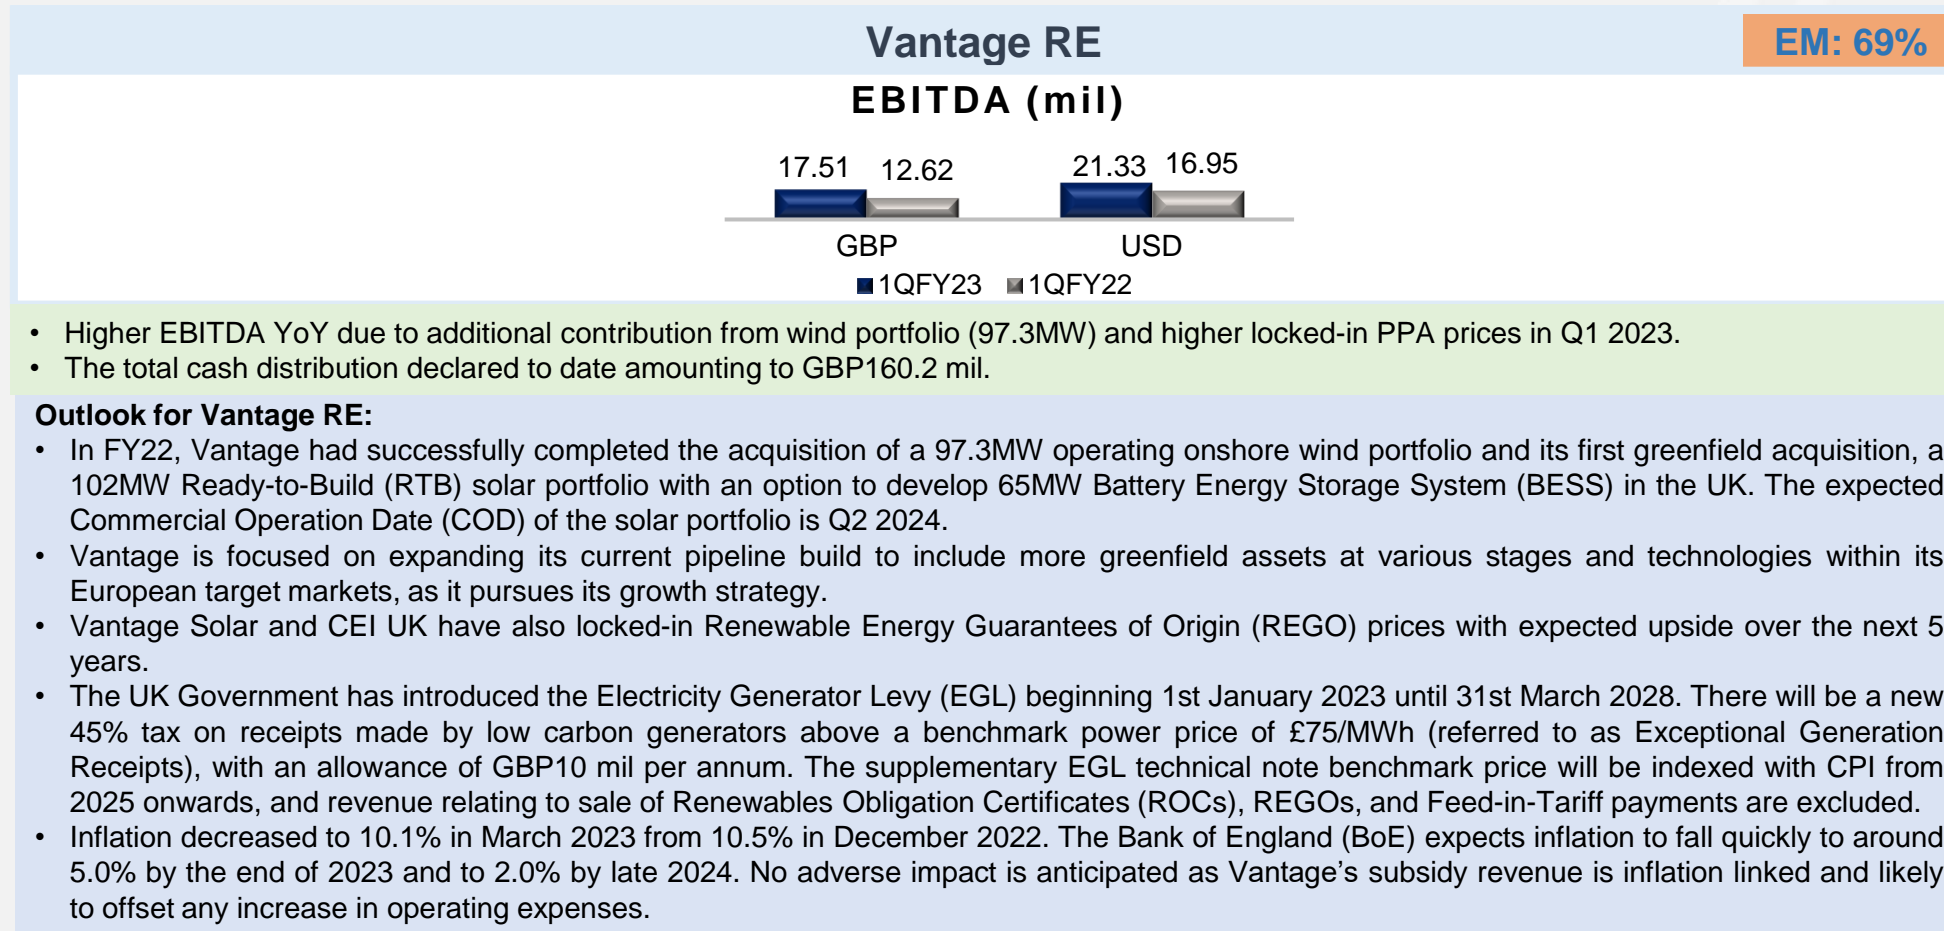 Vantage RE
EM: 69%
EBITDA (mil)
17.51 12.62 21.33 16.95
GBP USD
1QFY23 1QFY22
• Higher EBITDA YoY due to additional contribution from wind portfolio (97.3MW) and higher locked-in PPA prices in Q1 2023.
• The total cash distribution declared to date amounting to GBP160.2 mil.
Outlook for Vantage RE:
• In FY22, Vantage had successfully completed the acquisition of a 97.3MW operating onshore wind portfolio and its first greenfield acquisition, a
102MW Ready-to-Build (RTB) solar portfolio with an option to develop 65MW Battery Energy Storage System (BESS) in the UK. The expected
Commercial Operation Date (COD) of the solar portfolio is Q2 2024.
• Vantage is focused on expanding its current pipeline build to include more greenfield assets at various stages and technologies within its
European target markets, as it pursues its growth strategy.
• Vantage Solar and CEI UK have also locked-in Renewable Energy Guarantees of Origin (REGO) prices with expected upside over the next 5
years.
• The UK Government has introduced the Electricity Generator Levy (EGL) beginning 1st January 2023 until 31st March 2028. There will be a new
45% tax on receipts made by low carbon generators above a benchmark power price of £75/MWh (referred to as Exceptional Generation
Receipts), with an allowance of GBP10 mil per annum. The supplementary EGL technical note benchmark price will be indexed with CPI from
2025 onwards, and revenue relating to sale of Renewables Obligation Certificates (ROCs), REGOs, and Feed-in-Tariff payments are excluded.
• Inflation decreased to 10.1% in March 2023 from 10.5% in December 2022. The Bank of England (BoE) expects inflation to fall quickly to around
5.0% by the end of 2023 and to 2.0% by late 2024. No adverse impact is anticipated as Vantage's subsidy revenue is inflation linked and likely
to offset any increase in operating expenses.